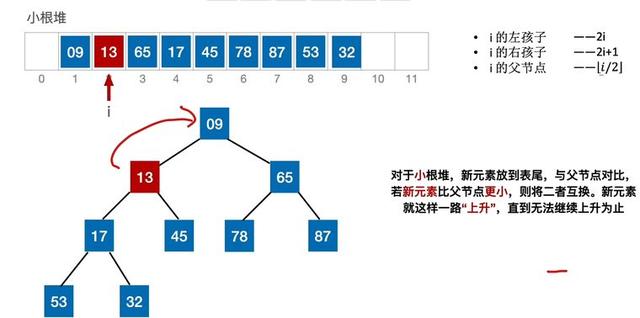 小根堆
09 13 65 17 45 78 87 53 32
0 1 2 3 4 5 6 7 8 9 10 11
i
• i 的左孩子 ——2i
• i 的右孩子 ——2i+1
• i 的父节点 ——⌊i/2⌋
09
13 65
17 45 78 87
53 32
对于小根堆，新元素放到表尾，与父节点对比，
若新元素比父节点更小，则将二者互换。新元素
就这样一路“上升”，直到无法继续上升为止